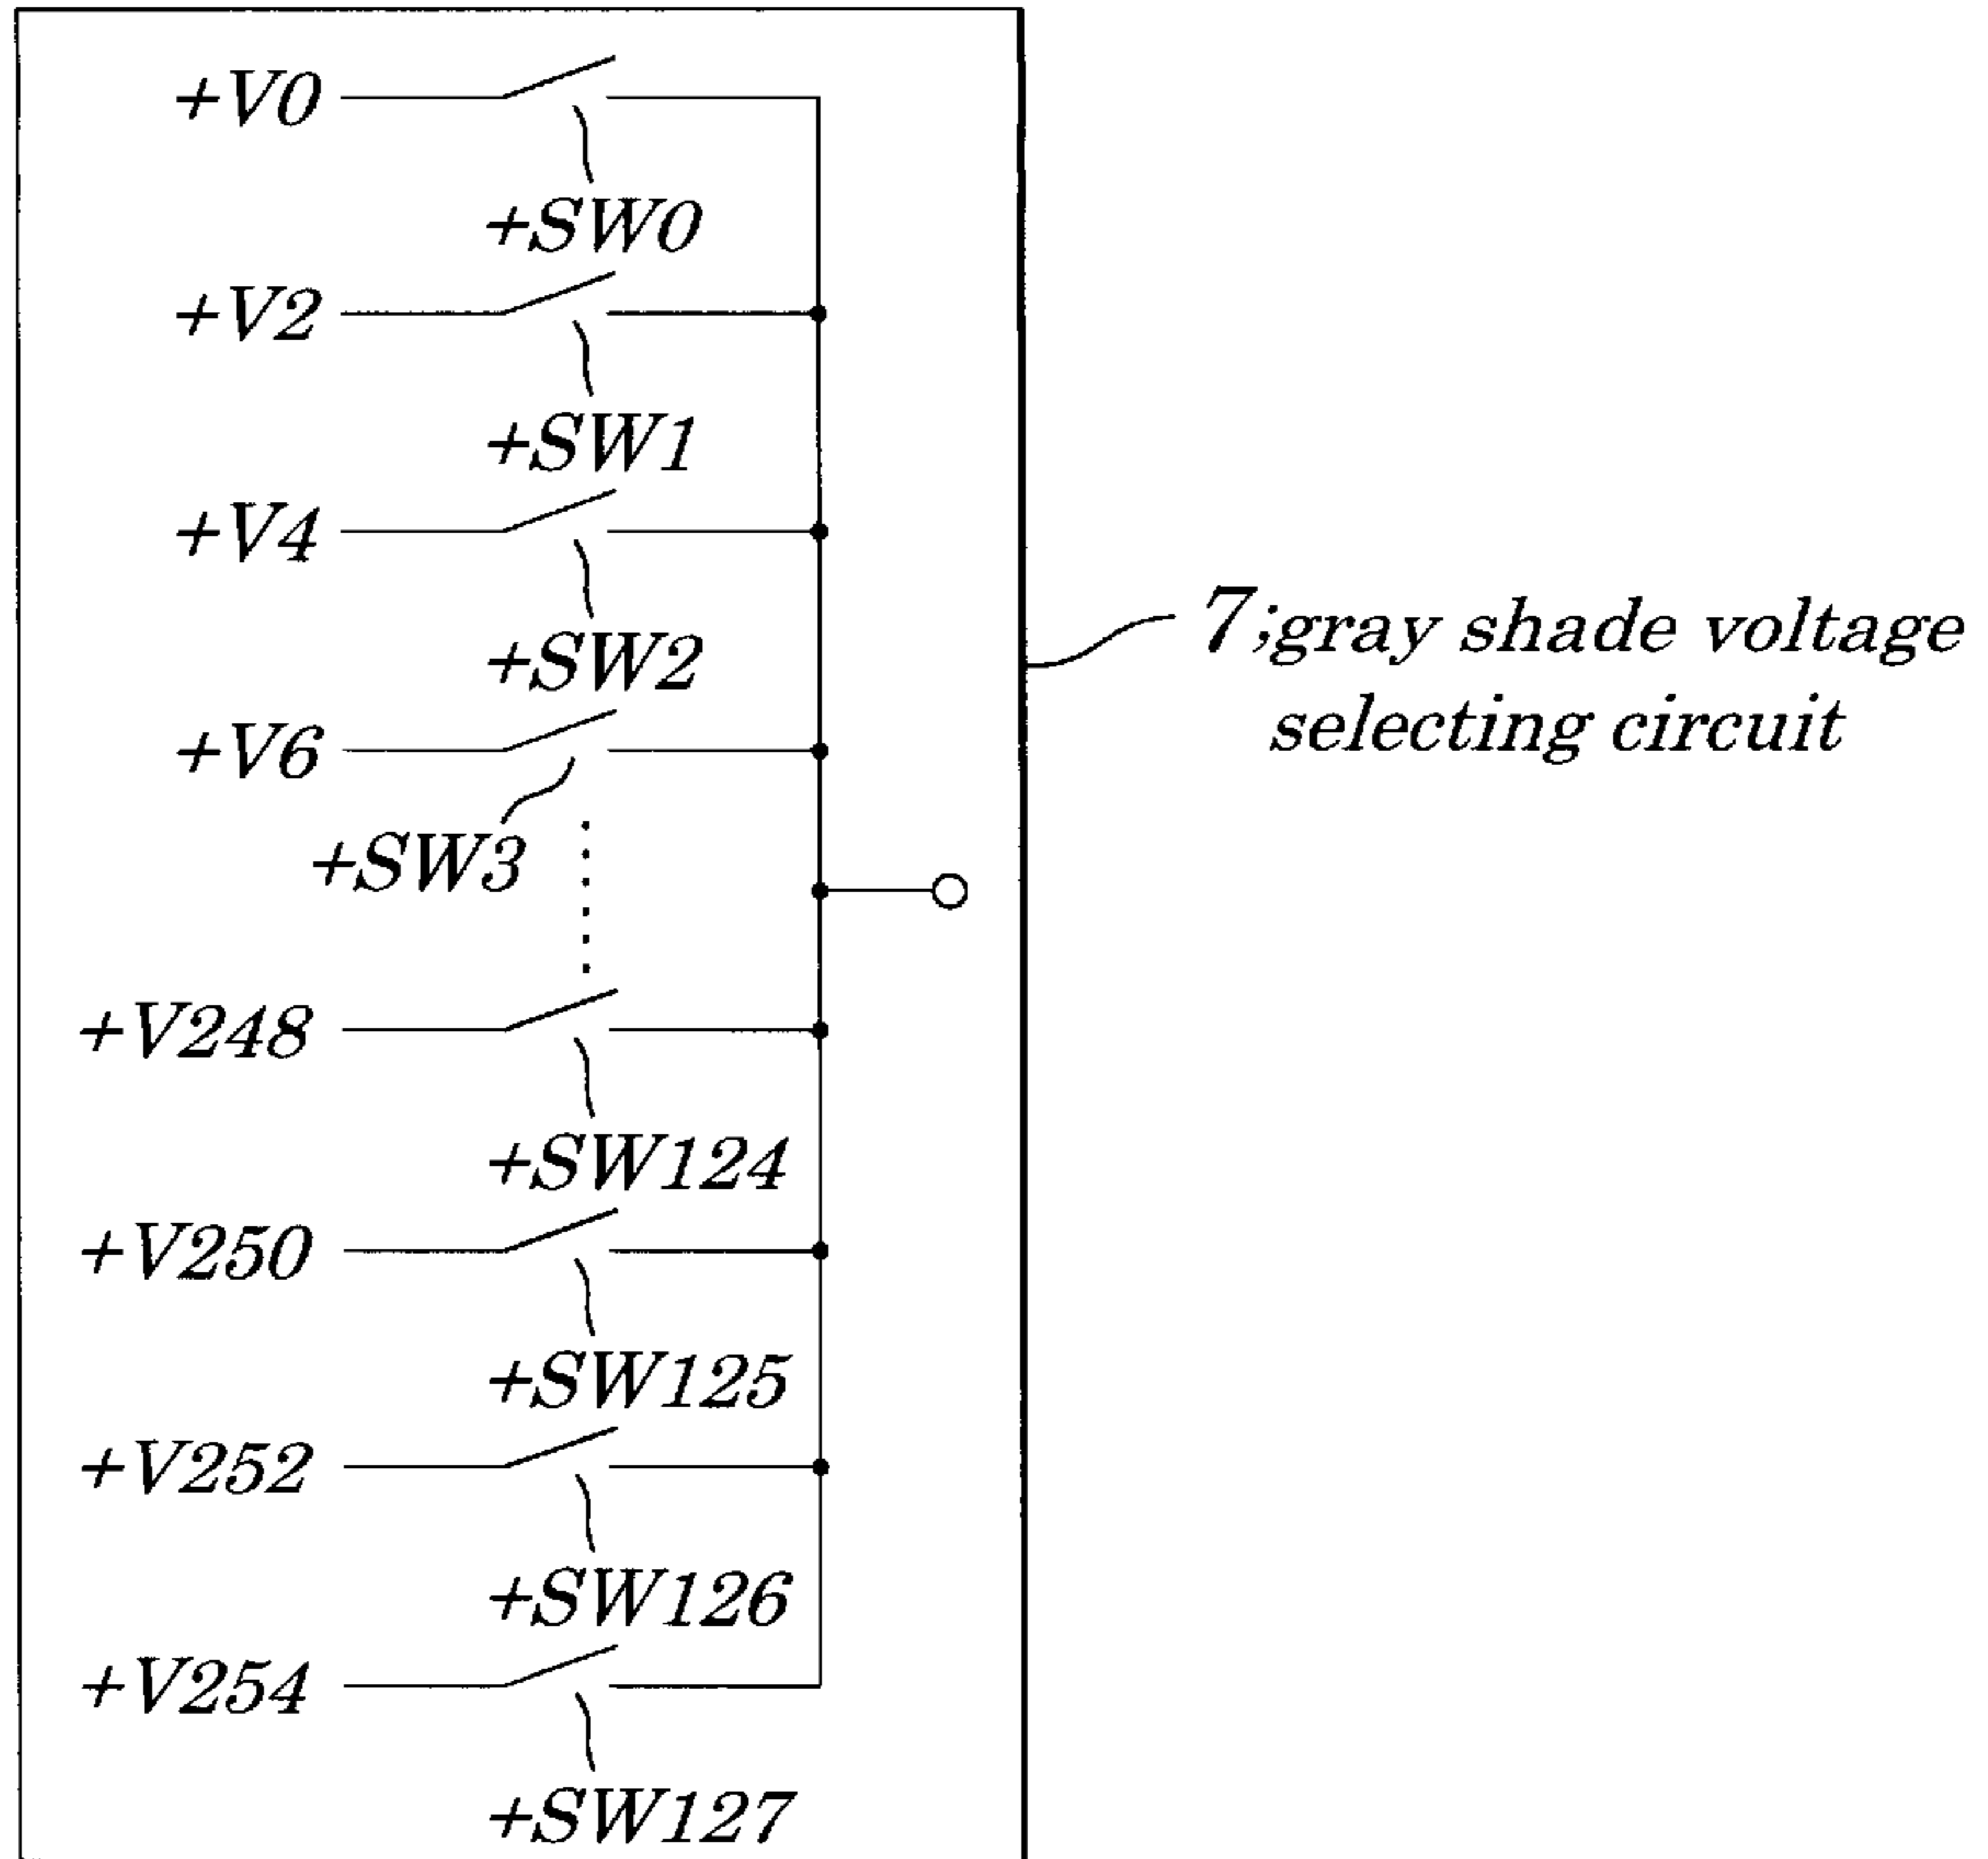 +V0
+SW0
+V2
+SW1
+V4
+SW2
+V6
+SW3
7;gray shade voltage
selecting circuit
+V248
+SW124
+V250
+SW125
+V252
+SW126
+V254
+SW127